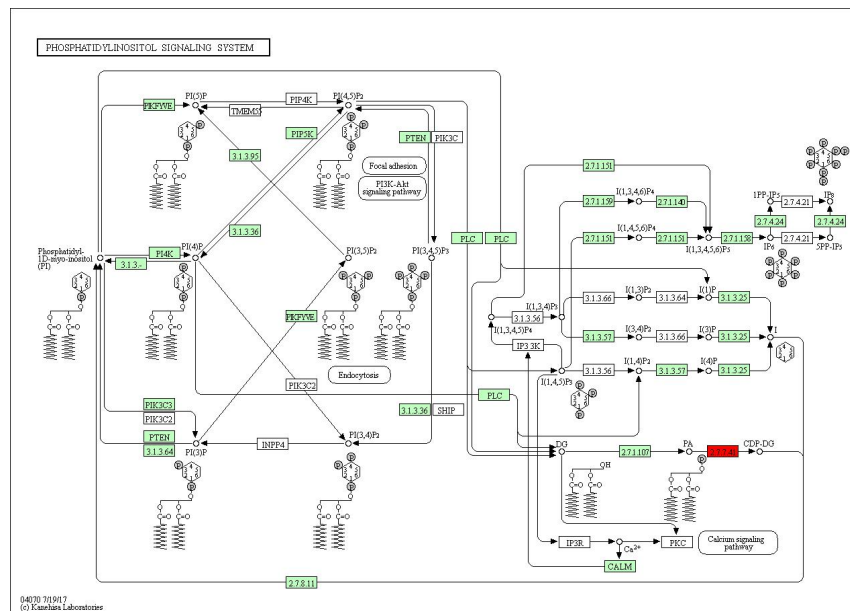 PHOSPHATIDYLINOSITOL SIGNALING SYSTEM
PI(5)P
PIP4K
PI(4,5)P2
PIKFYVE
TMEM55
PIP5K
PTEN
PIK3C
3.1.3.95
Focal adhesion
PI3K-Akt
signaling pathway
3.1.3.36
PLC
PLC
Phosphatidyl-
1D-myo-inositol
(PI)
PI4K
3.1.3.-
PI(4)P
PI(3,5)P2
PI(3,4,5)P3
PIKFYVE
Endocytosis
PIK3C2
PLC
PIK3C3
PIK3C2
PTEN
3.1.3.64
PI(3)P
INPP4
PI(3,4)P2
3.1.3.36
SHIP
2.7.1.151
I(1,3,4,6)P4
2.7.1.159
2.7.1.140
I(1,4,5,6)P4
2.7.1.151
2.7.1.151
I(1,3,4,5,6)P5
2.7.1.158
1PP-IP5
2.7.4.21
IP8
2.7.4.24
2.7.4.24
IP6
2.7.4.21
5PP-IP5
I(1,3,4)P3
3.1.3.56
I(1,3,4,5)P4
I(1,3)P2
3.1.3.66
3.1.3.64
I(1)P
3.1.3.25
I(3,4)P2
3.1.3.57
3.1.3.66
I(3)P
3.1.3.25
I
IP3 3K
I(1,4)P2
3.1.3.56
3.1.3.57
I(4)P
3.1.3.25
I(1,4,5)P3
DG
2.7.1.107
PA
2.7.7.41
CDP-DG
OH
IP3R
Ca2+
PKC
Calcium signaling
pathway
CALM
2.7.8.11
04070 7/19/17
(c) Kanehisa Laboratories